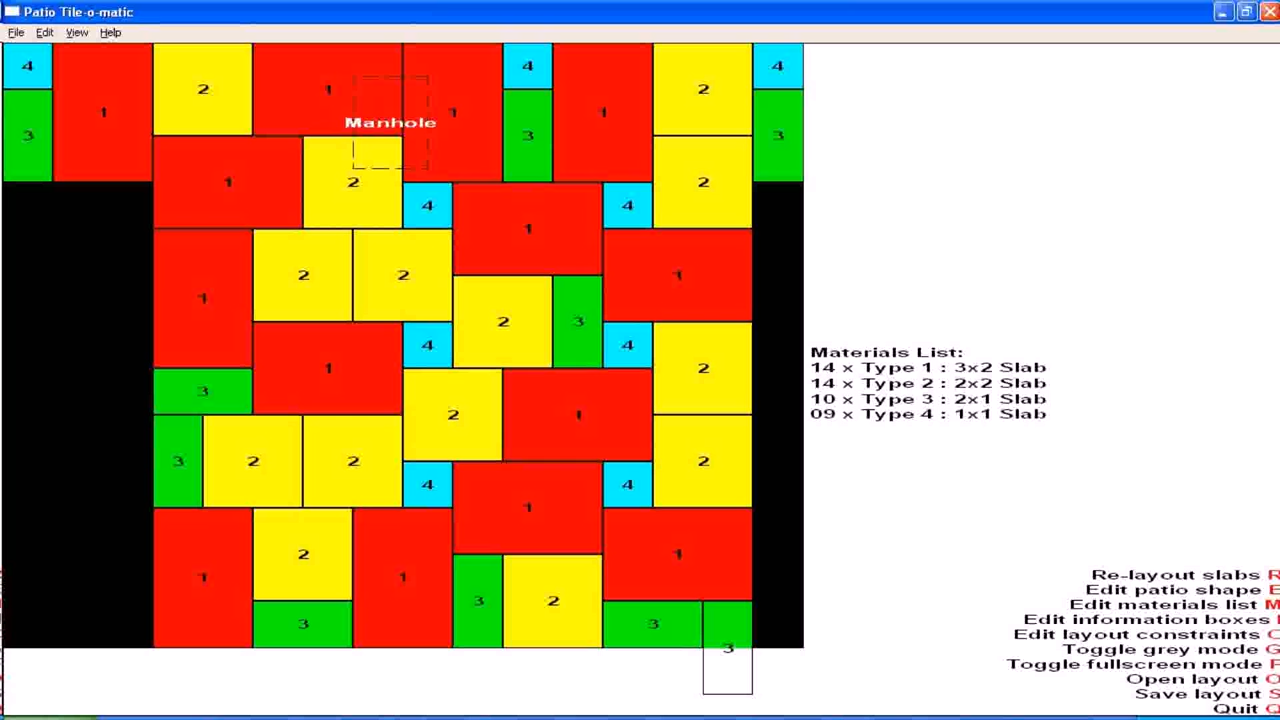 Patio Tile-o-matic
File Edit View Help
4 2 1 4 2 4
1 1 1
3 Manhole 3 3
1 2 2
4 4
1
2 2 1
1
2 3
4 4
1 2
3
2 1
3 2 2 2
4 4
1
2 1
1 1
3 2
3 3
3
Materials List:
14 x Type 1 : 3x2 Slab
14 x Type 2 : 2x2 Slab
10 x Type 3 : 2x1 Slab
09 x Type 4 : 1x1 Slab
Re-layout slabs R
Edit patio shape E
Edit materials list M
Edit information boxes
Edit layout constraints C
Toggle grey mode G
Toggle fullscreen mode F
Open layout O
Save layout S
Quit Q